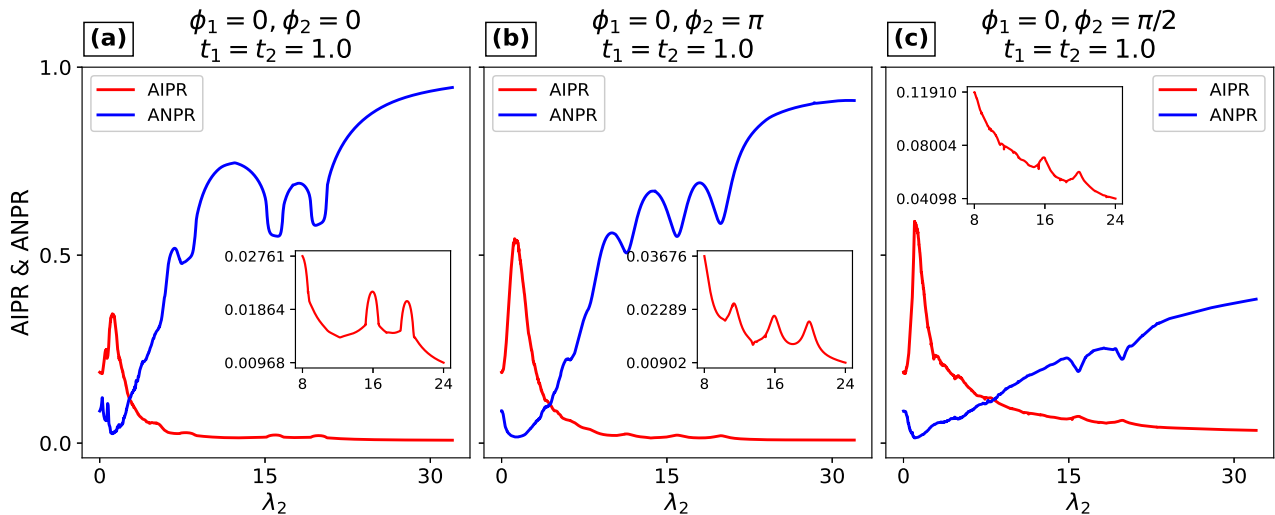 (a)
ϕ₁ = 0, ϕ₂ = 0
t₁ = t₂ = 1.0
(b)
ϕ₁ = 0, ϕ₂ = π
t₁ = t₂ = 1.0
(c)
ϕ₁ = 0, ϕ₂ = π/2
t₁ = t₂ = 1.0
AIPR & ANPR
1.0
0.5
0.0
AIPR
ANPR
0.02761
0.01864
0.00968
8 16 24
0 15 30
λ₂
AIPR
ANPR
0.03676
0.02289
0.00902
8 16 24
0 15 30
λ₂
0.11910
0.08004
0.04098
8 16 24
AIPR
ANPR
0 15 30
λ₂